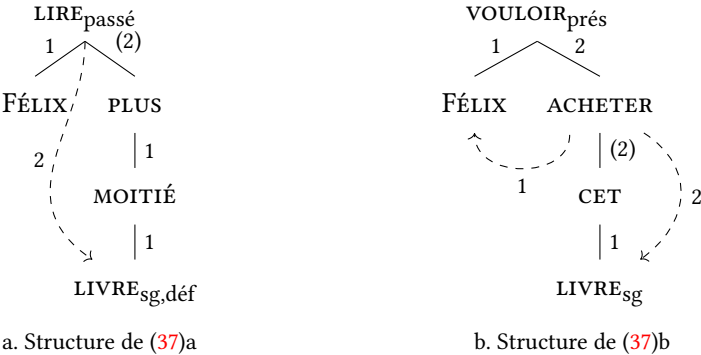 LIREpassé VOULOIRprés
1 (2) 1 2
FÉLIX PLUS FÉLIX ACHETER
2 1 1 (2) 2
MOITIÉ CET
1 1
LIVREsg,déf LIVREsg
a. Structure de (37)a b. Structure de (37)b